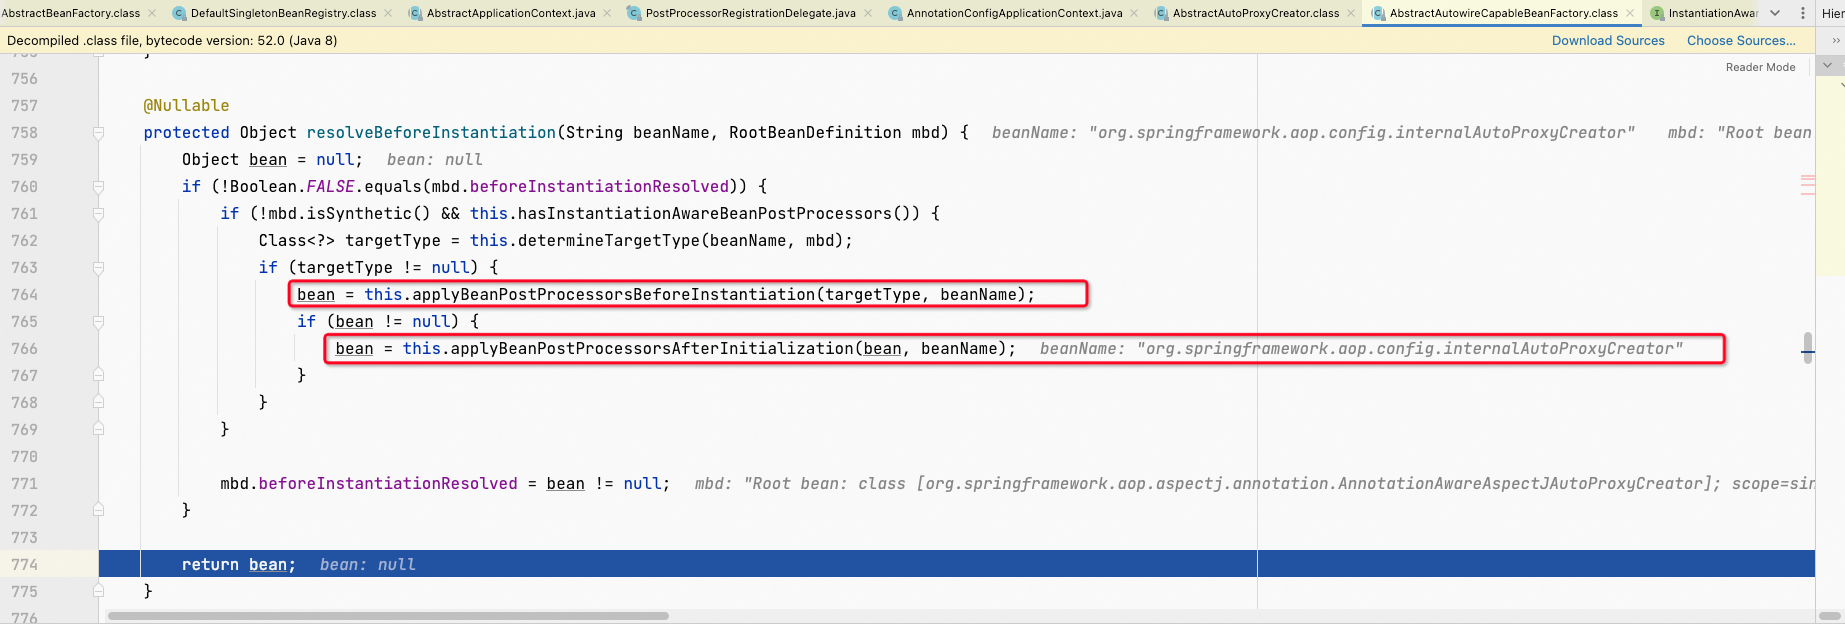 AbstractBeanFactory.class DefaultSingletonBeanRegistry.class AbstractApplicationContext.java PostProcessorRegistrationDelegate.java AnnotationConfigApplicationContext.java AbstractAutoProxyCreator.class AbstractAutowireCapableBeanFactory.class InstantiationAwar Hier
Decompiled .class file, bytecode version: 52.0 (Java 8) Download Sources Choose Sources...
Reader Mode
756
757 @Nullable
758 protected Object resolveBeforeInstantiation(String beanName, RootBeanDefinition mbd) { beanName: "org.springframework.aop.config.internalAutoProxyCreator" mbd: "Root bean
759 Object bean = null; bean: null
760 if (!Boolean.FALSE.equals(mbd.beforeInstantiationResolved)) {
761 if (!mbd.isSynthetic() && this.hasInstantiationAwareBeanPostProcessors()) {
762 Class<?> targetType = this.determineTargetType(beanName, mbd);
763 if (targetType != null) {
764 bean = this.applyBeanPostProcessorsBeforeInstantiation(targetType, beanName);
765 if (bean != null) {
766 bean = this.applyBeanPostProcessorsAfterInitialization(bean, beanName); beanName: "org.springframework.aop.config.internalAutoProxyCreator"
767 }
768 }
769 }
770
771 mbd.beforeInstantiationResolved = bean != null; mbd: "Root bean: class [org.springframework.aop.aspectj.annotation.AnnotationAwareAspectJAutoProxyCreator]; scope=sin
772 }
773
774 return bean; bean: null
775 }
776